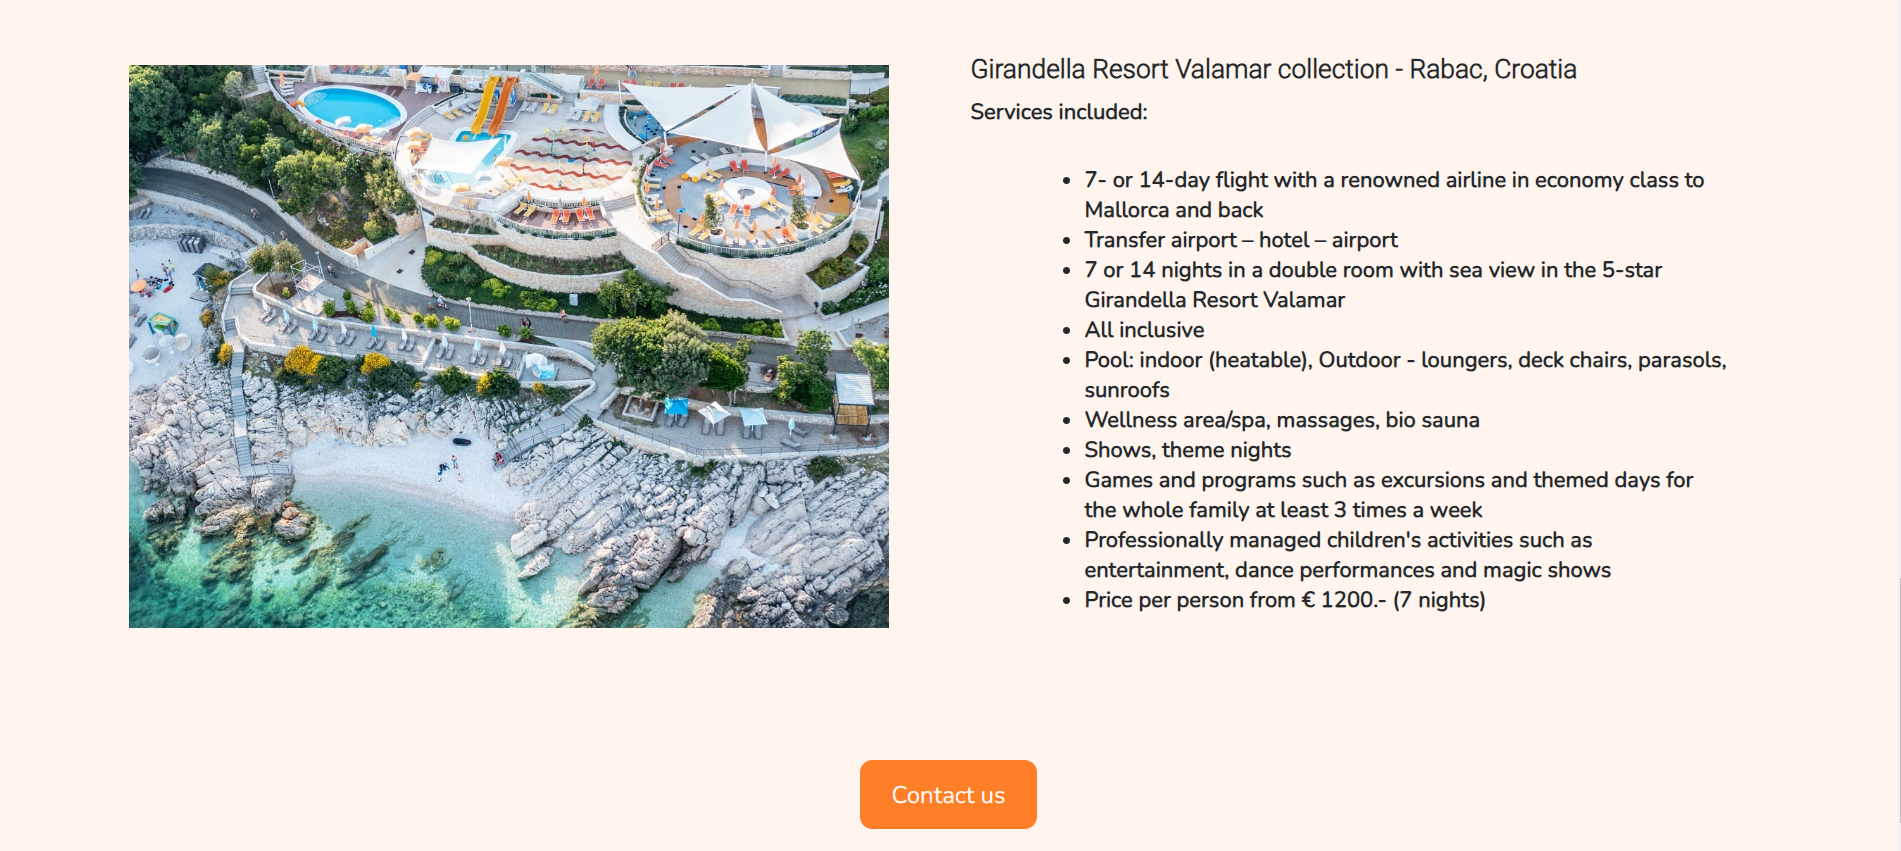 Girandella Resort Valamar collection - Rabac, Croatia
Services included:
7- or 14-day flight with a renowned airline in economy class to
Mallorca and back
Transfer airport – hotel – airport
7 or 14 nights in a double room with sea view in the 5-star
Girandella Resort Valamar
All inclusive
Pool: indoor (heatable), Outdoor - loungers, deck chairs, parasols,
sunroofs
Wellness area/spa, massages, bio sauna
Shows, theme nights
Games and programs such as excursions and themed days for
the whole family at least 3 times a week
Professionally managed children's activities such as
entertainment, dance performances and magic shows
Price per person from € 1200.- (7 nights)
Contact us